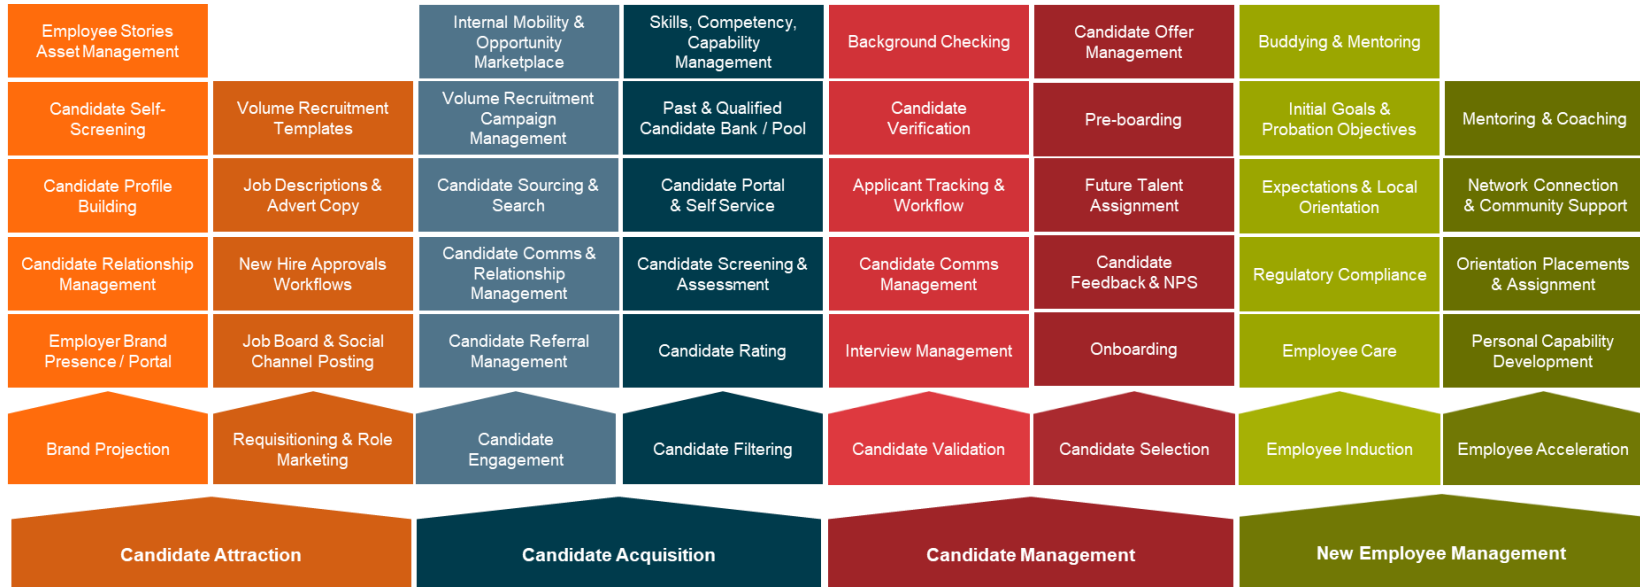 Employee Stories
Asset Management
Internal Mobility &
Opportunity
Marketplace
Skills, Competency,
Capability
Management
Background Checking
Candidate Offer
Management
Buddying & Mentoring
Candidate Self-
Screening
Volume Recruitment
Templates
Volume Recruitment
Campaign
Management
Past & Qualified
Candidate Bank / Pool
Candidate
Verification
Pre-boarding
Initial Goals &
Probation Objectives
Mentoring & Coaching
Candidate Profile
Building
Job Descriptions &
Advert Copy
Candidate Sourcing &
Search
Candidate Portal
& Self Service
Applicant Tracking &
Workflow
Future Talent
Assignment
Expectations & Local
Orientation
Network Connection
& Community Support
Candidate Relationship
Management
New Hire Approvals
Workflows
Candidate Comms &
Relationship
Management
Candidate Screening &
Assessment
Candidate Comms
Management
Candidate
Feedback & NPS
Regulatory Compliance
Orientation Placements
& Assignment
Employer Brand
Presence / Portal
Job Board & Social
Channel Posting
Candidate Referral
Management
Candidate Rating
Interview Management
Onboarding
Employee Care
Personal Capability
Development
Brand Projection
Requisitioning & Role
Marketing
Candidate
Engagement
Candidate Filtering
Candidate Validation
Candidate Selection
Employee Induction
Employee Acceleration
Candidate Attraction
Candidate Acquisition
Candidate Management
New Employee Management